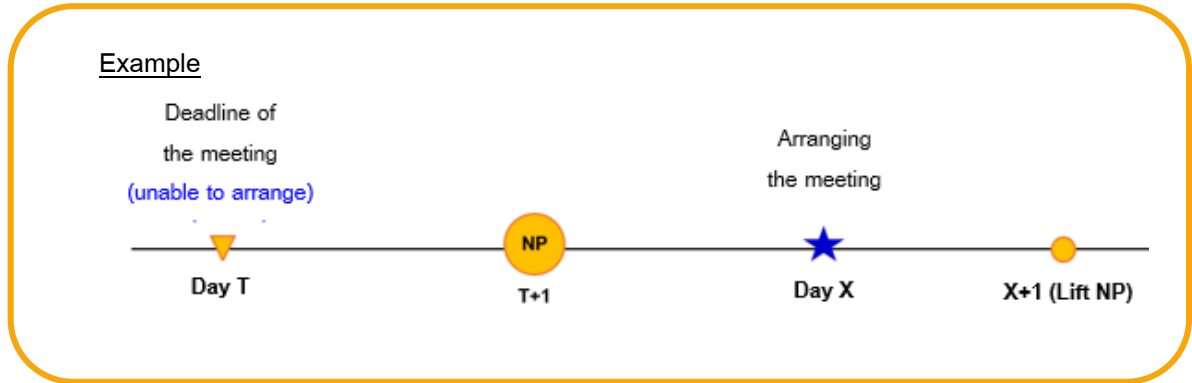 Example
Deadline of
the meeting
(unable to arrange)
Arranging
the meeting
NP
Day T
T+1
Day X
X+1 (Lift NP)